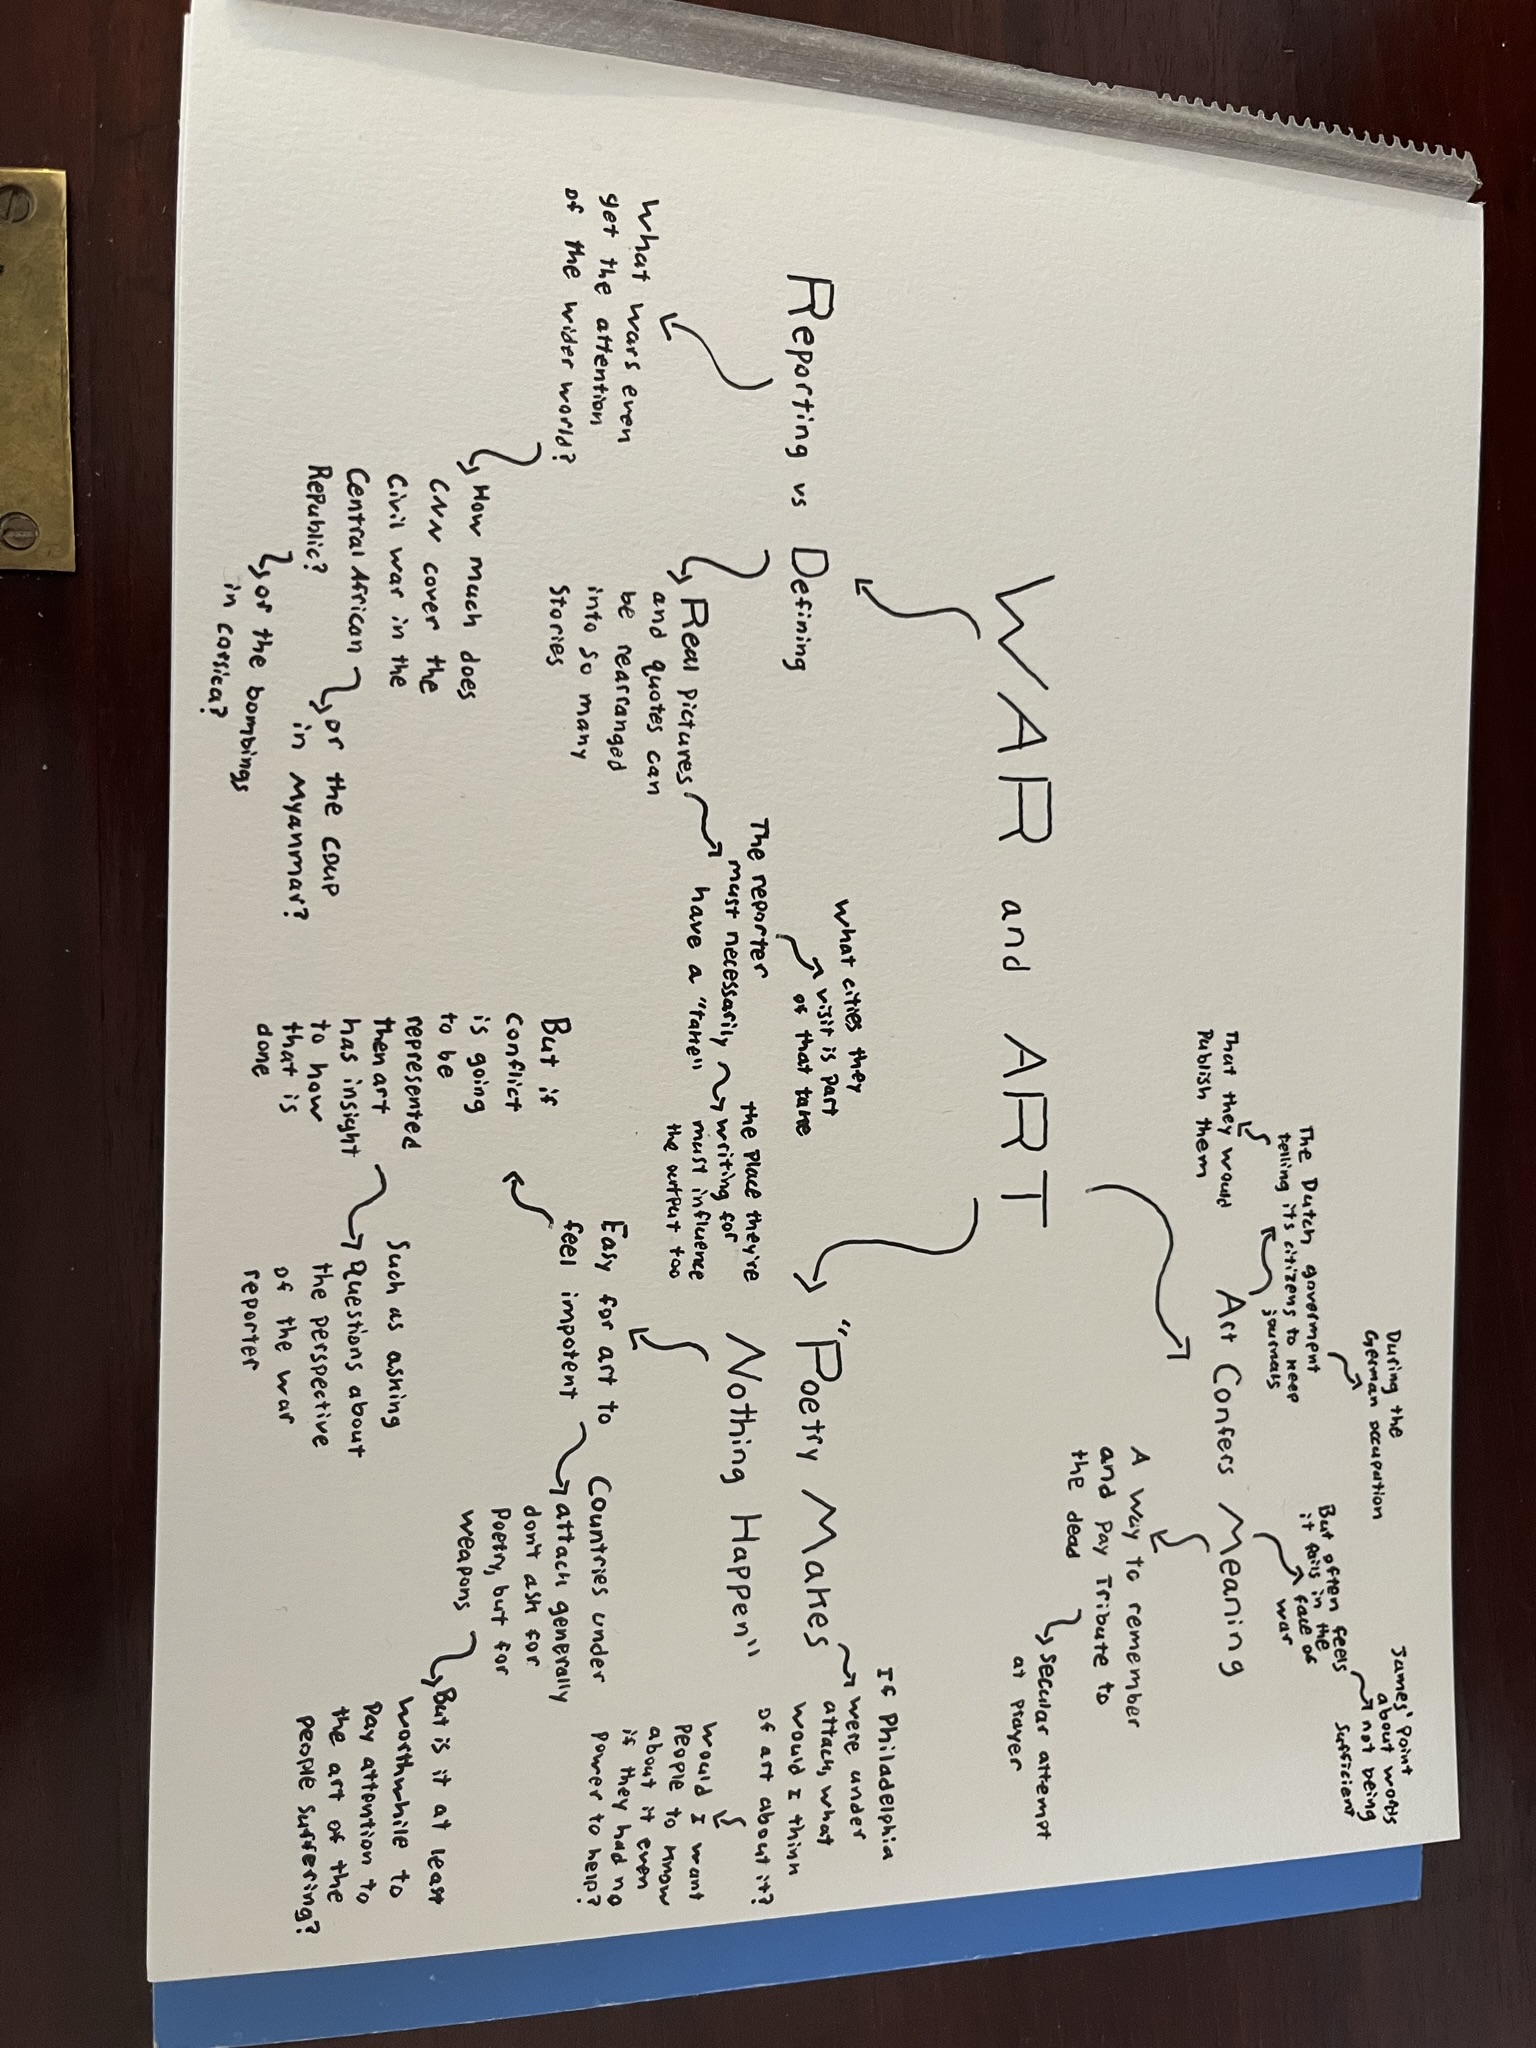 WAR and ART
Art Confers Meaning
The Dutch goverment
telling its citizens to keep
journals
During the
German occupation
That they would
Publish them
But often feels
it fails in the
face of
war
James' Point
about words
not being
sufficient
A way to remember
and pay Tribute to
the dead
secular attempt
at prayer
Reporting vs Defining
What wars even
get the attention
of the wider world?
How much does
CNN cover the
Civil war in the
Central African
Republic?
or the coup
in Myanmar?
or the bombings
in Corsica?
Real pictures
and quotes can
be rearranged
into so many
stories
The reporter
must necessarily
have a "take"
What cities they
visit is part
of that take
the place they're
writing for
must influence
the output too
"Poetry Makes
Nothing Happen"
If Philadelphia
were under
attack, what
would I think
of art about it?
Would I want
people to know
about it even
if they had no
power to help?
Easy for art to
feel impotent
But if
conflict
is going
to be
represented
then art
has insight
to how
that is
done
Such as asking
Questions about
the perspective
of the war
reporter
Countries under
attack generally
don't ask for
Poetry, but for
weapons
But is it at least
worthwhile to
pay attention to
the art of the
people suffering?